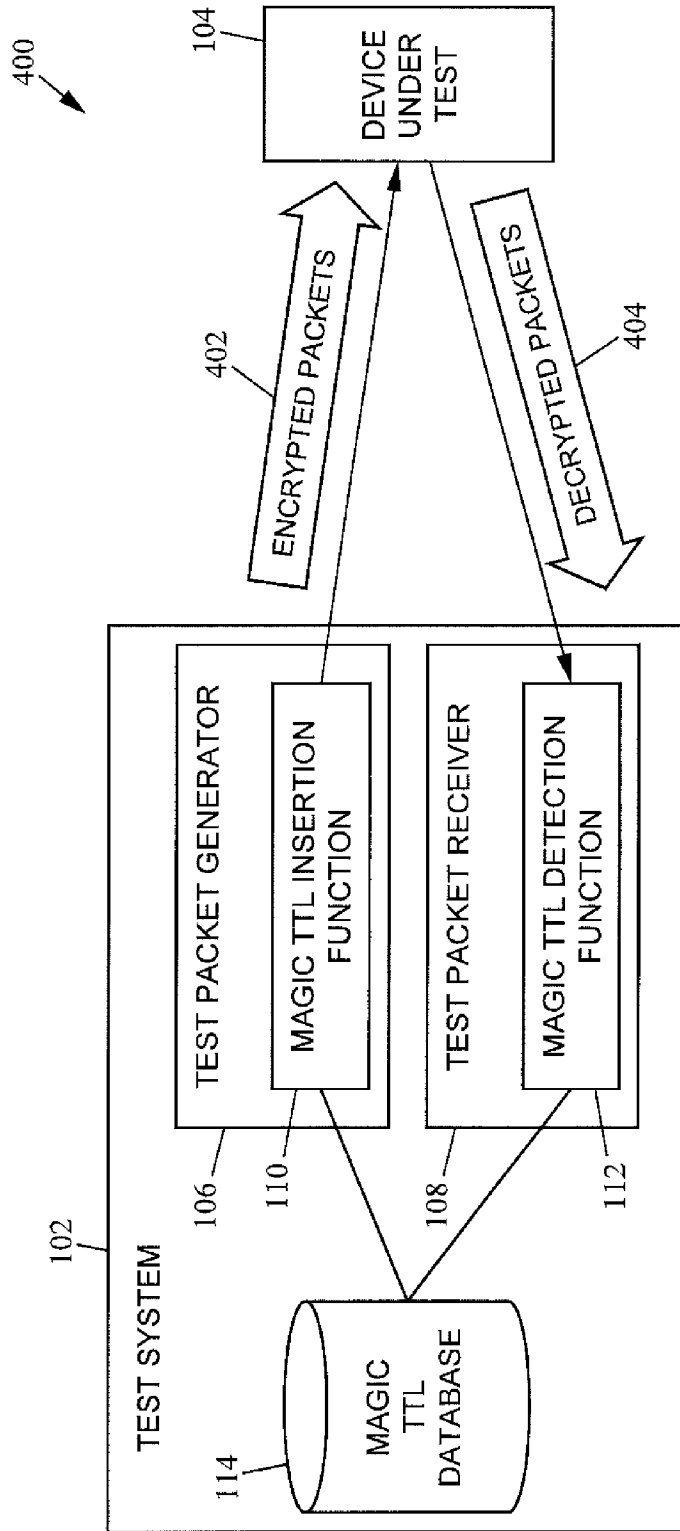 400
102
TEST SYSTEM
114
MAGIC
TTL
DATABASE
106
TEST PACKET GENERATOR
110
MAGIC TTL INSERTION
FUNCTION
108
TEST PACKET RECEIVER
112
MAGIC TTL DETECTION
FUNCTION
402
ENCRYPTED PACKETS
DECRYPTED PACKETS
404
104
DEVICE
UNDER
TEST